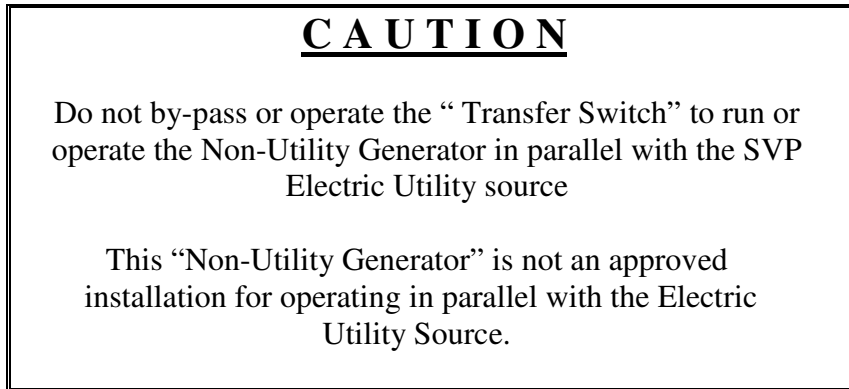 C A U T I O N
Do not by-pass or operate the “ Transfer Switch” to run or
operate the Non-Utility Generator in parallel with the SVP
Electric Utility source
This “Non-Utility Generator” is not an approved
installation for operating in parallel with the Electric
Utility Source.